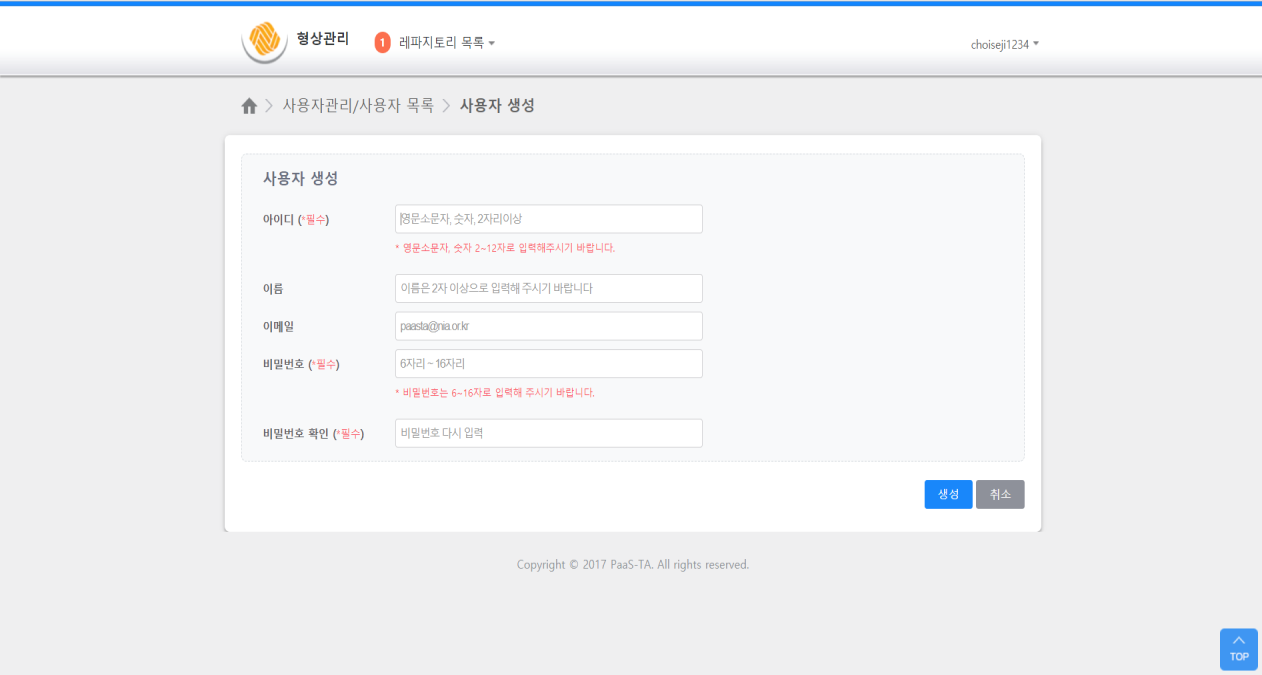 형상관리
1 레파지토리 목록
choiseji1234
사용자관리/사용자 목록 > 사용자 생성
사용자 생성
아이디 (*필수)
영문소문자, 숫자, 2자리이상
* 영문소문자, 숫자 2~12자로 입력해주시기 바랍니다.
이름
이름은 2자 이상으로 입력해 주시기 바랍니다
이메일
paasta@nia.or.kr
비밀번호 (*필수)
6자리 ~ 16자리
* 비밀번호는 6~16자로 입력해 주시기 바랍니다.
비밀번호 확인 (*필수)
비밀번호 다시 입력
생성
취소
Copyright © 2017 PaaS-TA. All rights reserved.
TOP